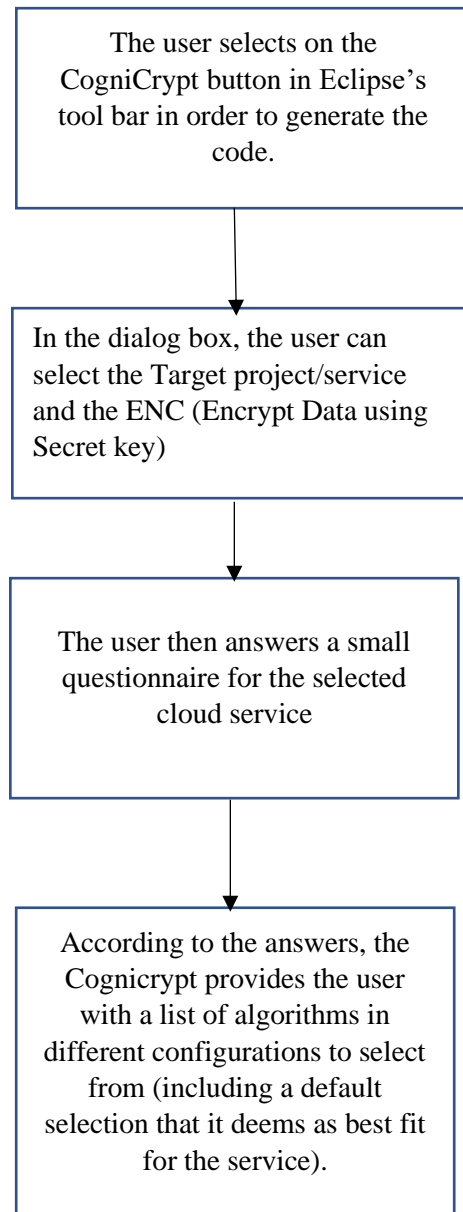 The user selects on the
CogniCrypt button in Eclipse’s
tool bar in order to generate the
code.
In the dialog box, the user can
select the Target project/service
and the ENC (Encrypt Data using
Secret key)
The user then answers a small
questionnaire for the selected
cloud service
According to the answers, the
Cognicrypt provides the user
with a list of algorithms in
different configurations to select
from (including a default
selection that it deems as best fit
for the service).